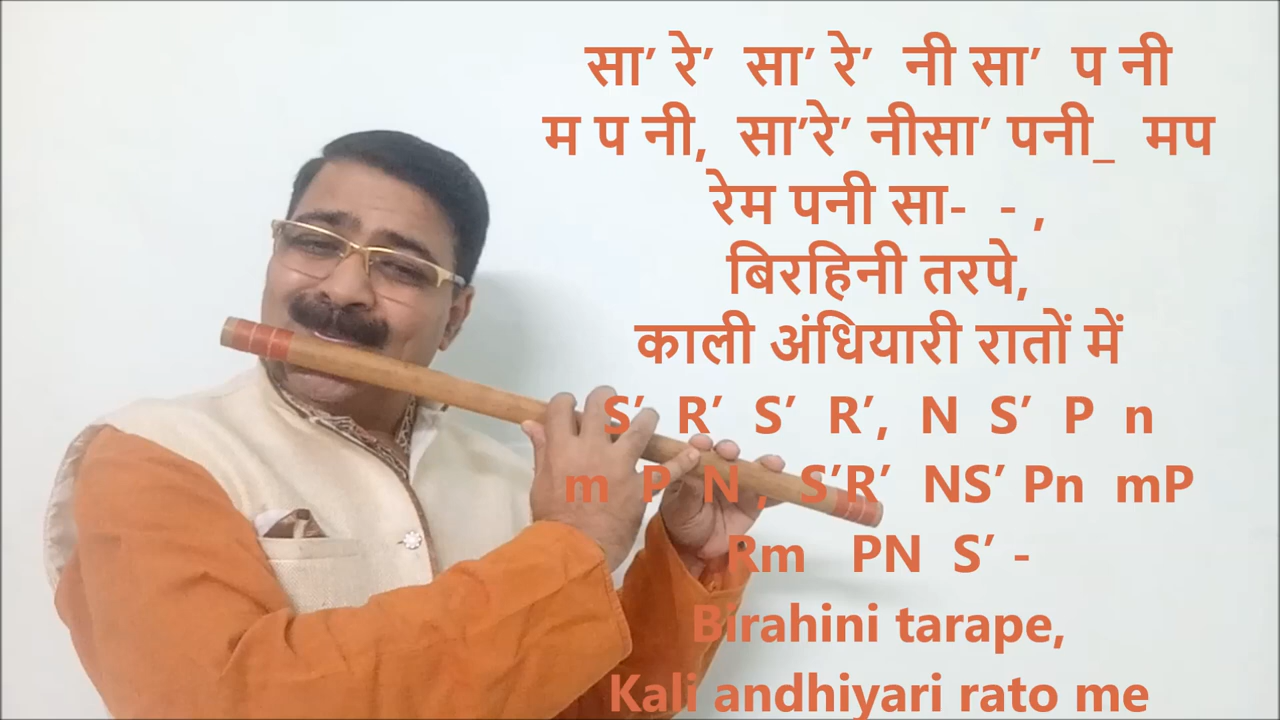 सा’ रे’ सा’ रे’ नी सा’ प नी
म प नी, सा’रे’ नीसा’ पनी_ मप
रेम पनी सा- - ,
बिरहिनी तरपे,
काली अंधियारी रातों में
S’ R’ S’ R’, N S’ P n
m P N , S’R’ NS’ Pn mP
Rm PN S’ -
Birahini tarape,
Kali andhiyari rato me